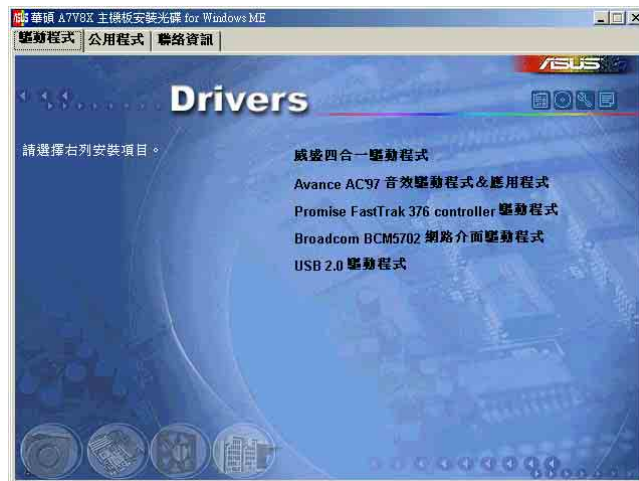 華碩 A7V8X 主機板安裝光碟 for Windows ME
驅動程式 公用程式 聯絡資訊
ASUS
Drivers
請選擇右列安裝項目。
威盛四合一驅動程式
Avance AC'97 音效驅動程式&應用程式
Promise FastTrak 376 controller 驅動程式
Broadcom BCM5702 網路介面驅動程式
USB 2.0 驅動程式